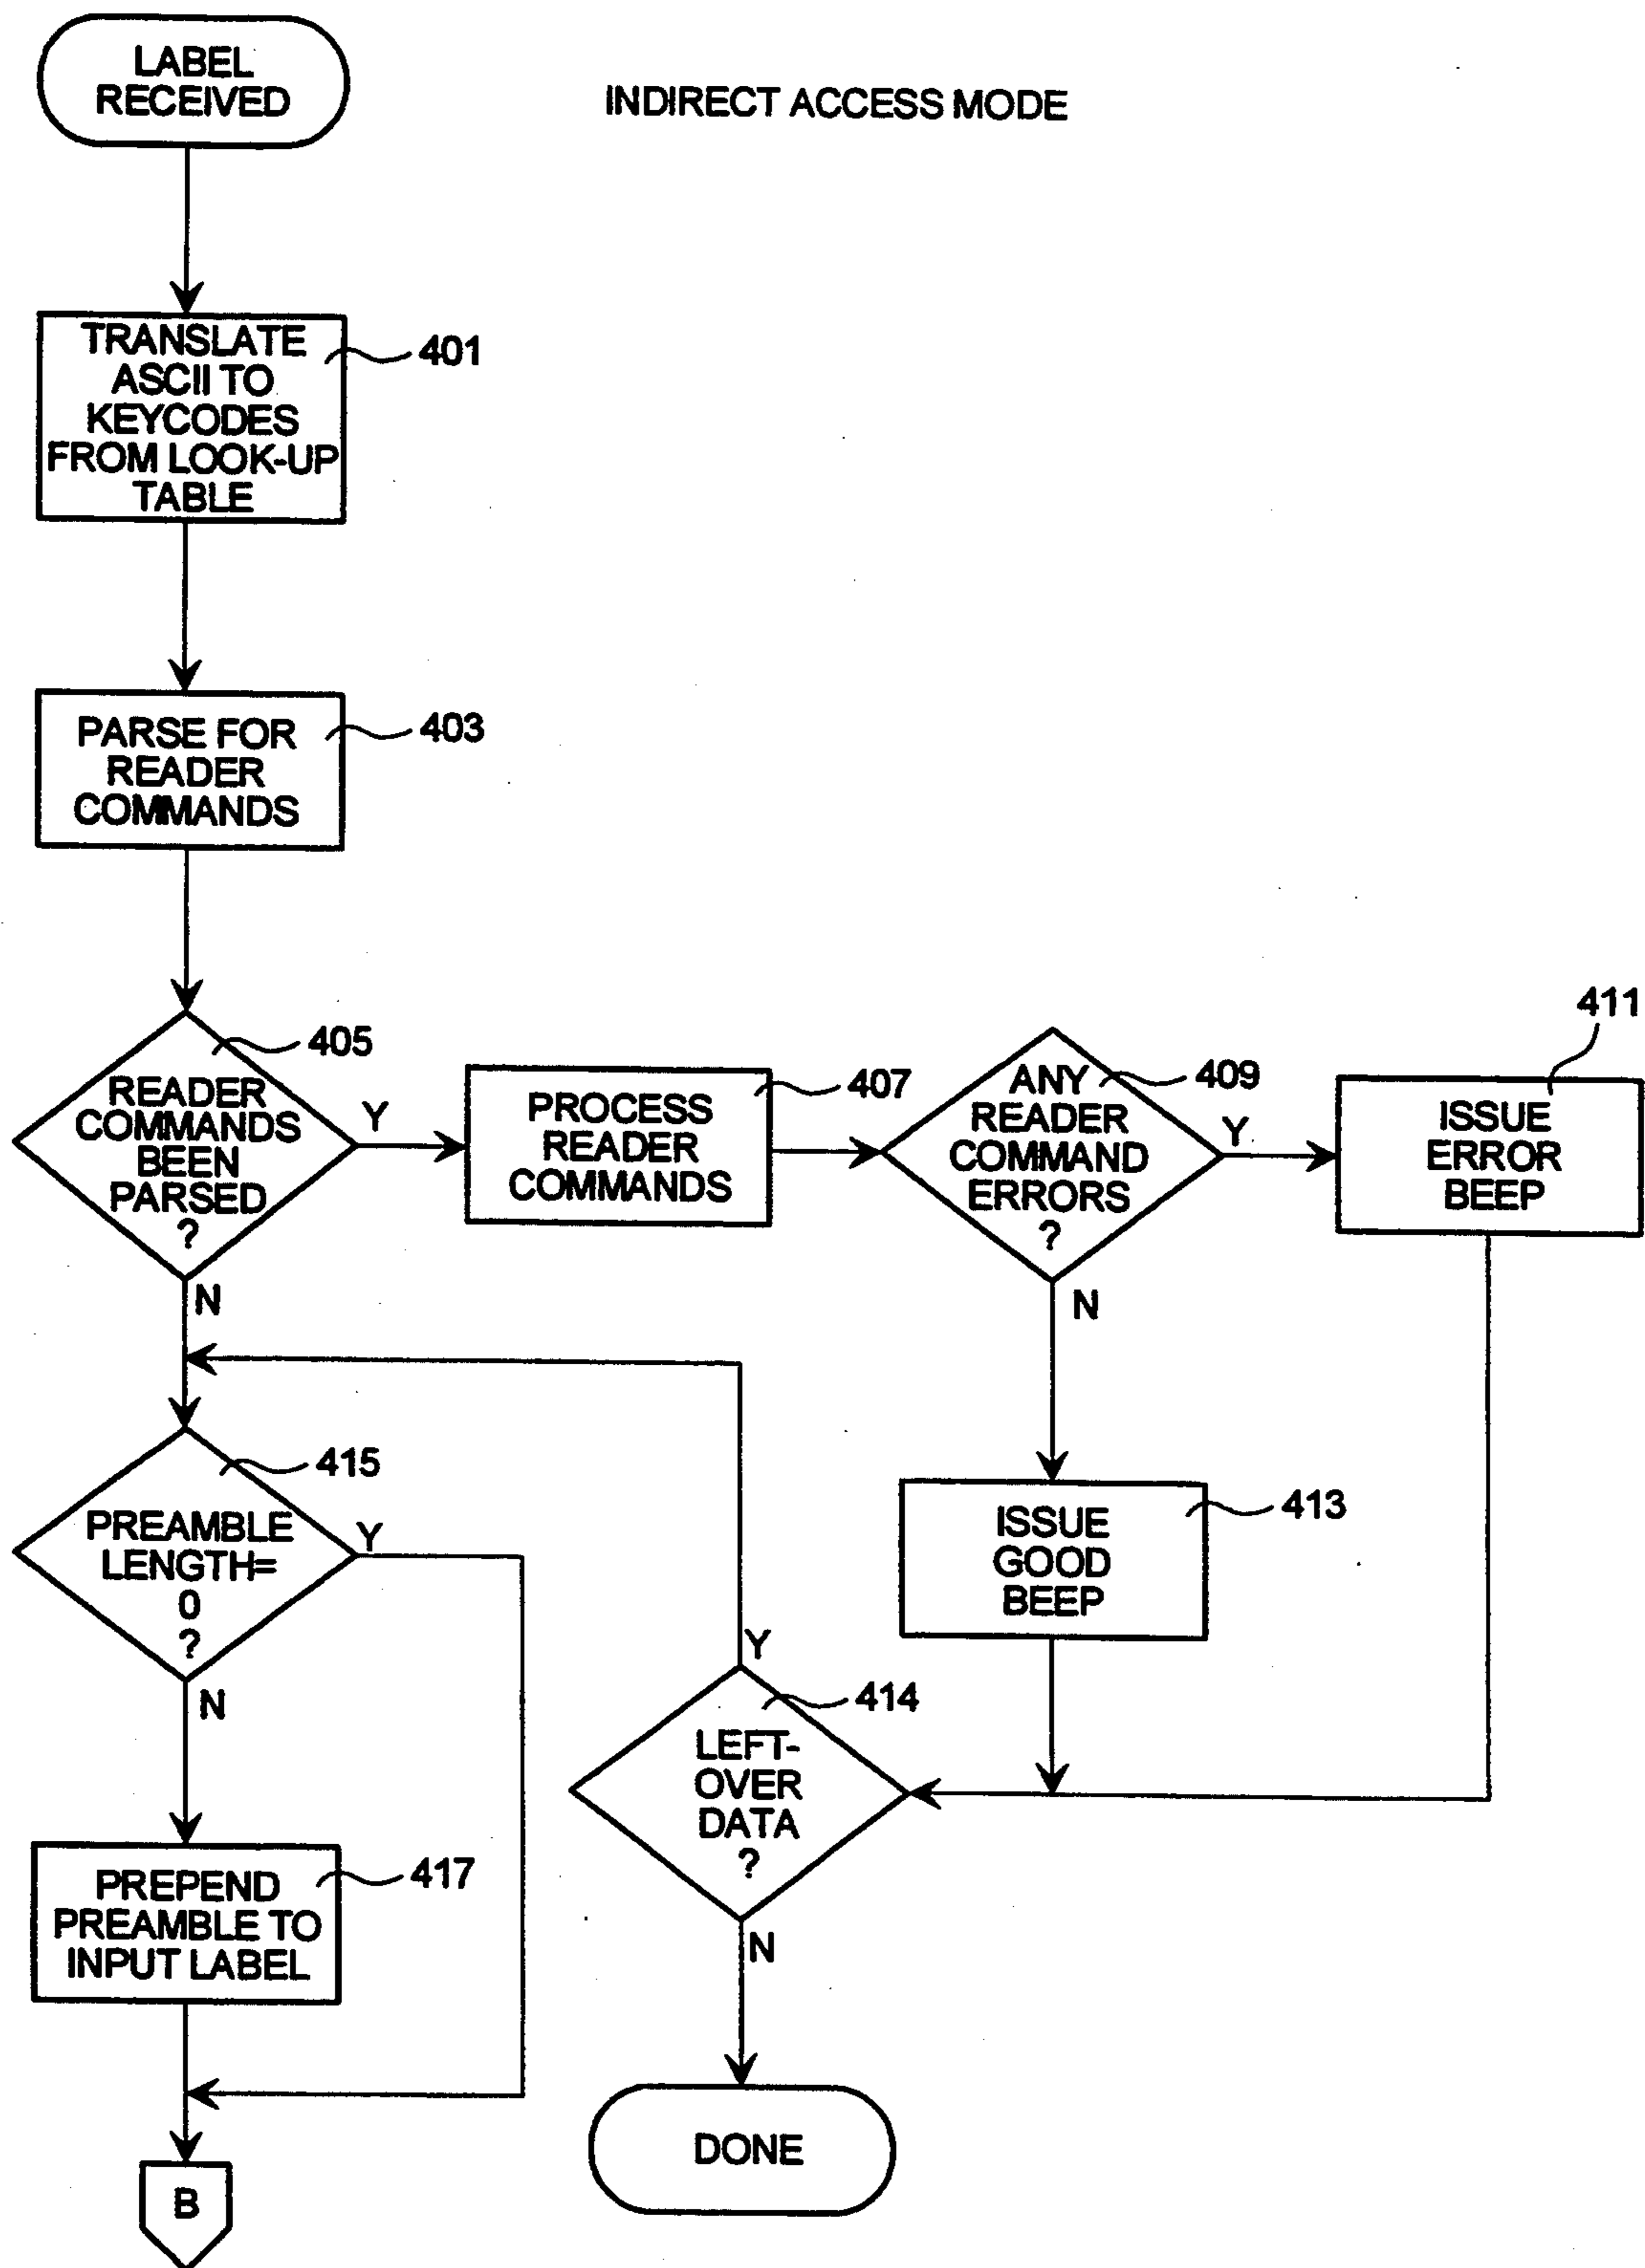 LABEL
RECEIVED
INDIRECT ACCESS MODE
TRANSLATE
ASCII TO
KEYCODES
FROM LOOK-UP
TABLE
401
PARSE FOR
READER
COMMANDS
403
405
READER
COMMANDS
BEEN
PARSED
?
Y
N
PROCESS
READER
COMMANDS
407
ANY
READER
COMMAND
ERRORS
?
409
Y
N
411
ISSUE
ERROR
BEEP
415
PREAMBLE
LENGTH=
0
?
Y
N
ISSUE
GOOD
BEEP
413
Y
414
LEFT-
OVER
DATA
?
N
PREPEND
PREAMBLE TO
INPUT LABEL
417
DONE
B